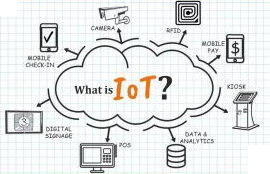 CAMERA
RFID
MOBILE
CHECK-IN
MOBILE
PAY
$
What is IoT?
KIOSK
DIGITAL
SIGNAGE
POS
DATA &
ANALYTICS